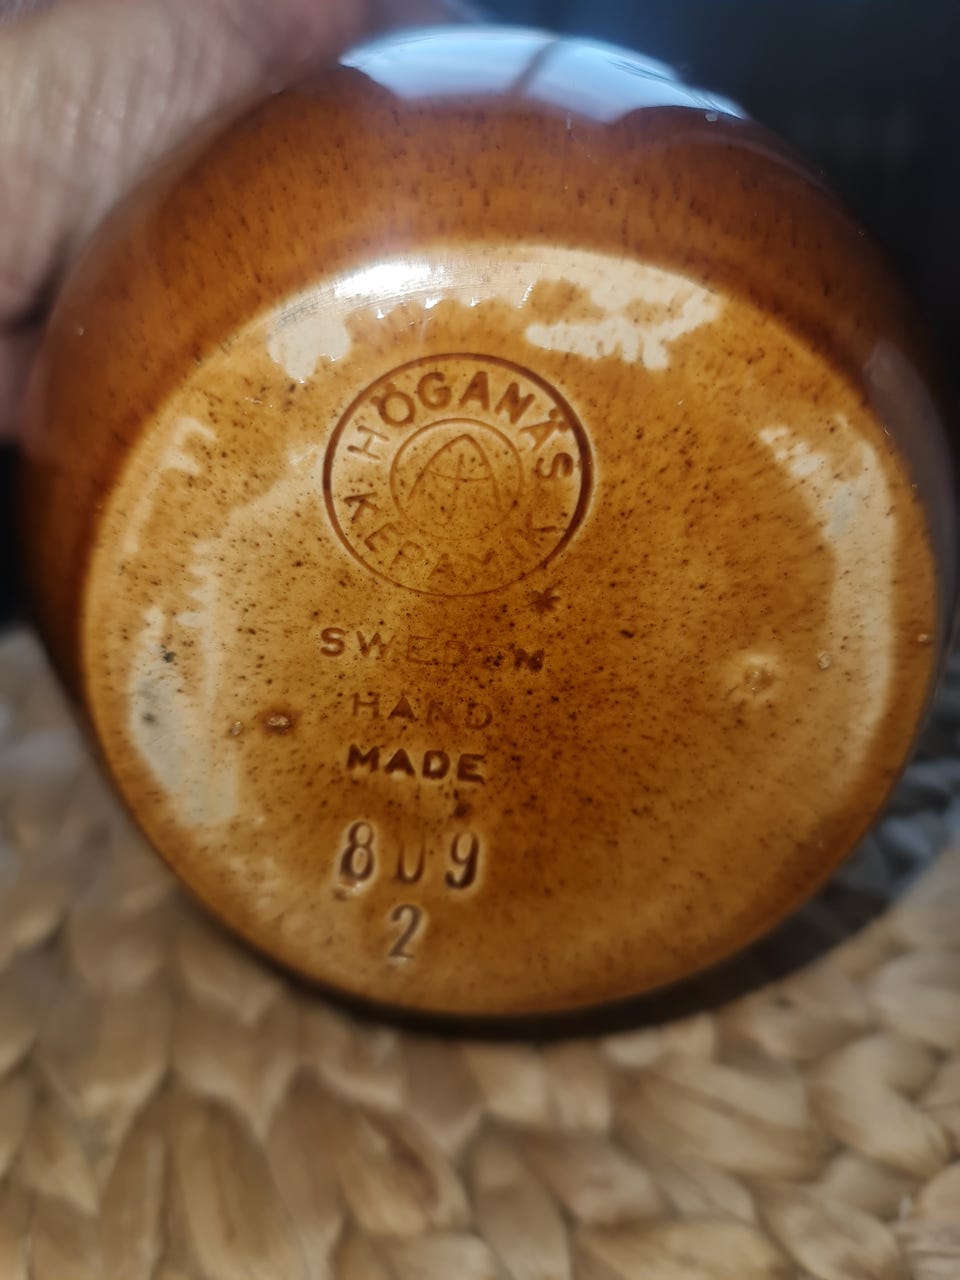 HÖGANÄS
KERAMIK
SWEDEN
HAND
MADE
809
2